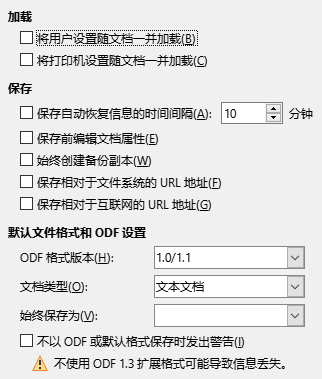 加载
将用户设置随文档一并加载(B)
将打印机设置随文档一并加载(C)
保存
保存自动恢复信息的时间间隔(A): 10 分钟
保存前编辑文档属性(E)
始终创建备份副本(W)
保存相对于文件系统的 URL 地址(F)
保存相对于互联网的 URL 地址(G)
默认文件格式和 ODF 设置
ODF 格式版本(H): 1.0/1.1
文档类型(O): 文本文档
始终保存为(V):
不以 ODF 或默认格式保存时发出警告(I)
不使用 ODF 1.3 扩展格式可能导致信息丢失。